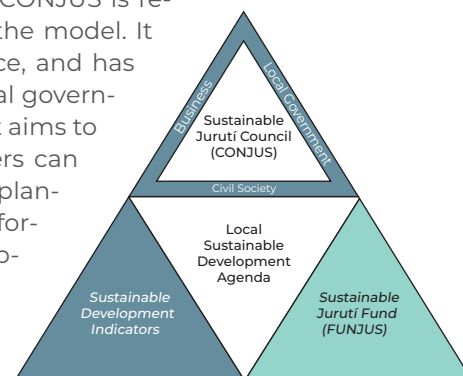 CONJUS is re-
the model. It
ce, and has
al govern-
t aims to
ers can
plan-
for-
o-
Business
Local Government
Sustainable
Jurutí Council
(CONJUS)
Civil Society
Local
Sustainable
Development
Agenda
Sustainable
Development
Indicators
Sustainable
Jurutí Fund
(FUNJUS)